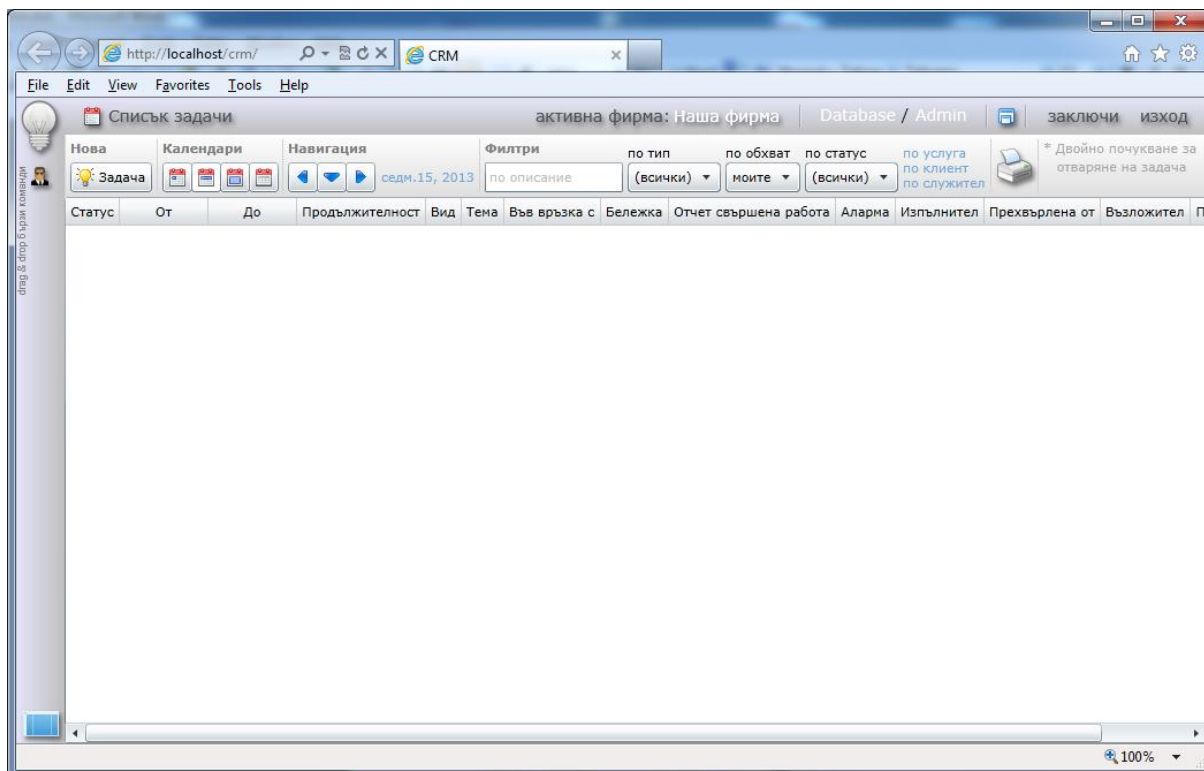 http://localhost/crm/ CRM
File Edit View Favorites Tools Help
Списък задачи активна фирма: Наша фирма Database / Admin заключи изход
Нова Календари Навигация Филтри по тип по обхват по статус по услуга * Двойно почукване за
Задача седм.15, 2013 по описание (всички) моите (всички) по клиент отваряне на задача
по служител
Статус От До Продължителност Вид Тема Във връзка с Бележка Отчет свършена работа Аларма Изпълнител Прехвърлена от Възложител П
drag & drop бързи команди
100%